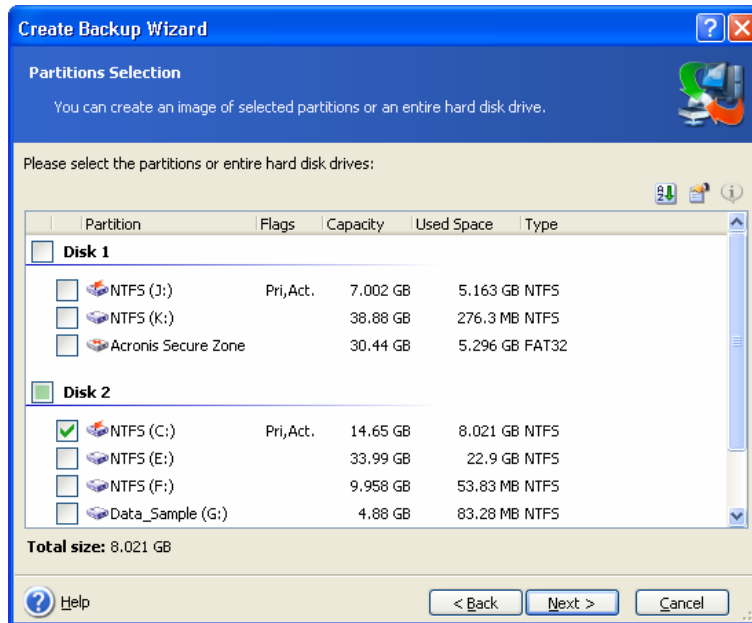 Create Backup Wizard
Partitions Selection
You can create an image of selected partitions or an entire hard disk drive.
Please select the partitions or entire hard disk drives:
Partition Flags Capacity Used Space Type
Disk 1
NTFS (J:) Pri,Act. 7.002 GB 5.163 GB NTFS
NTFS (K:) 38.88 GB 276.3 MB NTFS
Acronis Secure Zone 30.44 GB 5.296 GB FAT32
Disk 2
NTFS (C:) Pri,Act. 14.65 GB 8.021 GB NTFS
NTFS (E:) 33.99 GB 22.9 GB NTFS
NTFS (F:) 9.958 GB 53.83 MB NTFS
Data_Sample (G:) 4.88 GB 83.28 MB NTFS
Total size: 8.021 GB
Help < Back Next > Cancel